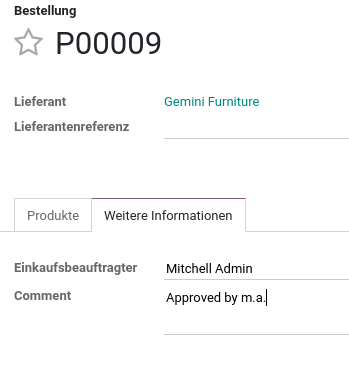 Bestellung
P00009
Lieferant Gemini Furniture
Lieferantenreferenz
Produkte Weitere Informationen
Einkaufsbeauftragter Mitchell Admin
Comment Approved by m.a.